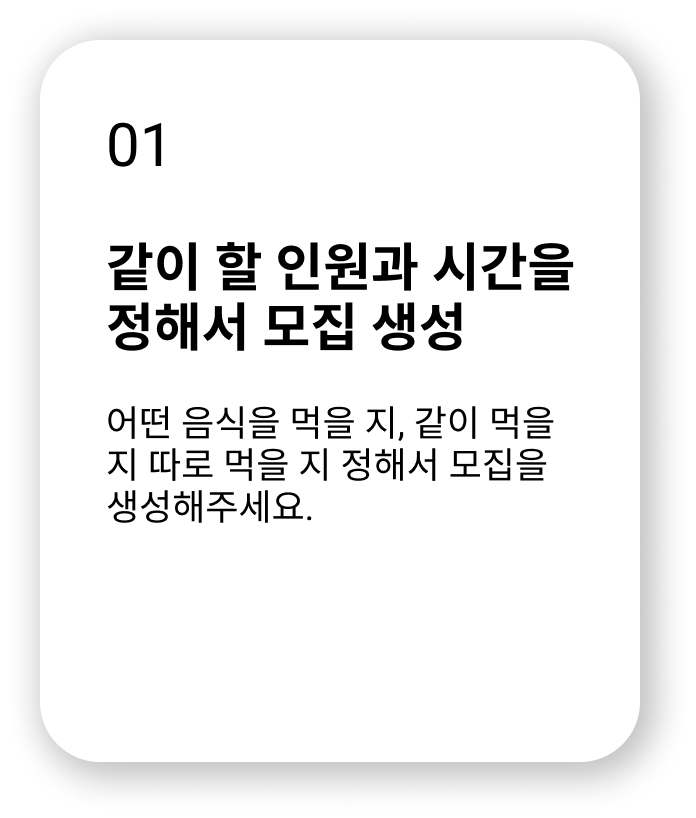 01
같이 할 인원과 시간을
정해서 모집 생성
어떤 음식을 먹을 지, 같이 먹을
지 따로 먹을 지 정해서 모집을
생성해주세요.